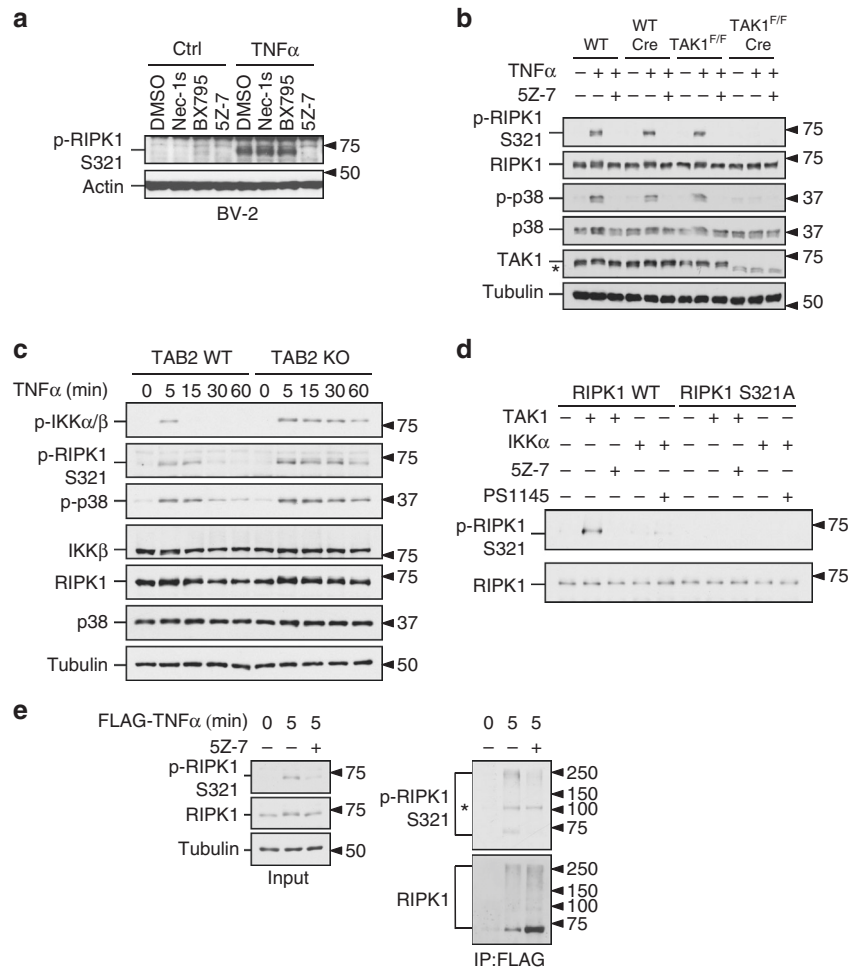 a
Ctrl TNFα
DMSO Nec-1s BX795 5Z-7 DMSO Nec-1s BX795 5Z-7
p-RIPK1 S321 75
50
Actin
BV-2
b
WT WT Cre TAK1F/F TAK1F/F Cre
TNFα – + + – + + – + + – + +
5Z-7 + + + +
p-RIPK1 S321 75
RIPK1 75
p-p38 37
p38 37
TAK1 75
*
Tubulin 50
c
TAB2 WT TAB2 KO
TNFα (min) 0 5 15 30 60 0 5 15 30 60
p-IKKα/β 75
p-RIPK1 S321 75
p-p38 37
IKKβ 75
RIPK1 75
p38 37
Tubulin 50
d
RIPK1 WT RIPK1 S321A
TAK1 – + + – – – + + – –
IKKα – – – + + – – – + +
5Z-7 – – + – – – – + – –
PS1145 – – – – + – – – – +
p-RIPK1 S321 75
RIPK1 75
e
FLAG-TNFα (min) 0 5 5
5Z-7 – – +
p-RIPK1 S321 75
RIPK1 75
Tubulin 50
Input
0 5 5
– – +
p-RIPK1 S321 * 250 150 100 75
RIPK1 250 150 100 75
IP:FLAG